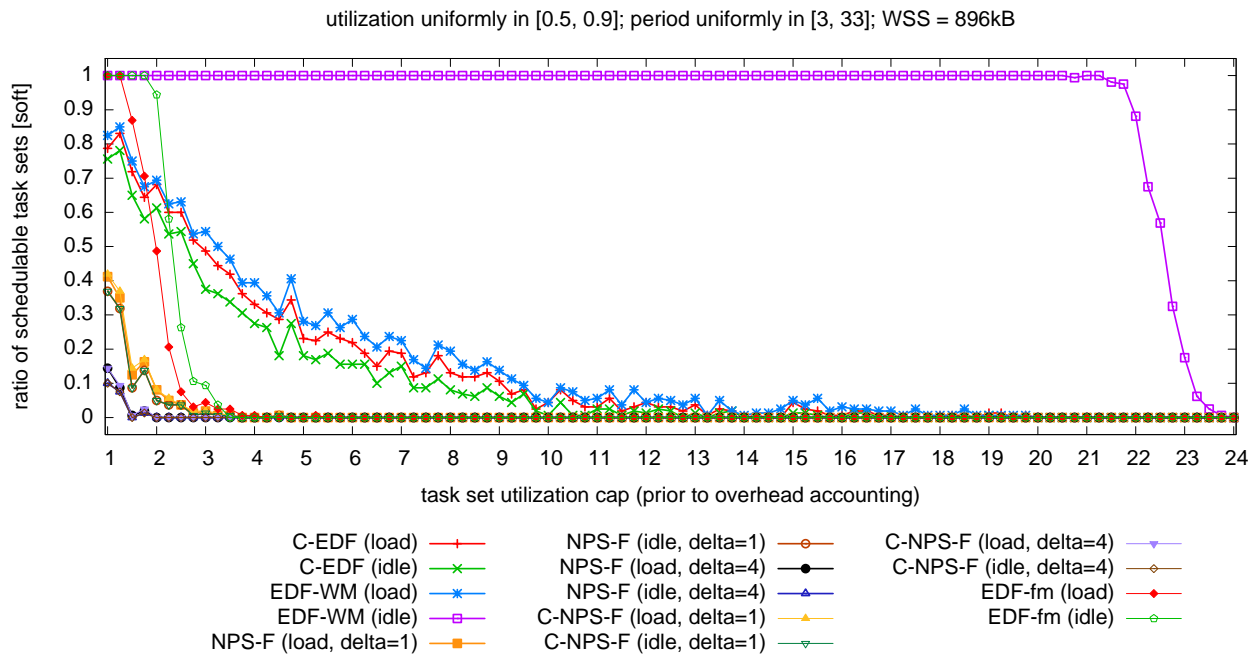 utilization uniformly in [0.5, 0.9]; period uniformly in [3, 33]; WSS = 896kB
ratio of schedulable task sets [soft]
1
0.9
0.8
0.7
0.6
0.5
0.4
0.3
0.2
0.1
0
1 2 3 4 5 6 7 8 9 10 11 12 13 14 15 16 17 18 19 20 21 22 23 24
task set utilization cap (prior to overhead accounting)
C-EDF (load)
C-EDF (idle)
EDF-WM (load)
EDF-WM (idle)
NPS-F (load, delta=1)
NPS-F (idle, delta=1)
NPS-F (load, delta=4)
NPS-F (idle, delta=4)
C-NPS-F (load, delta=1)
C-NPS-F (idle, delta=1)
C-NPS-F (load, delta=4)
C-NPS-F (idle, delta=4)
EDF-fm (load)
EDF-fm (idle)